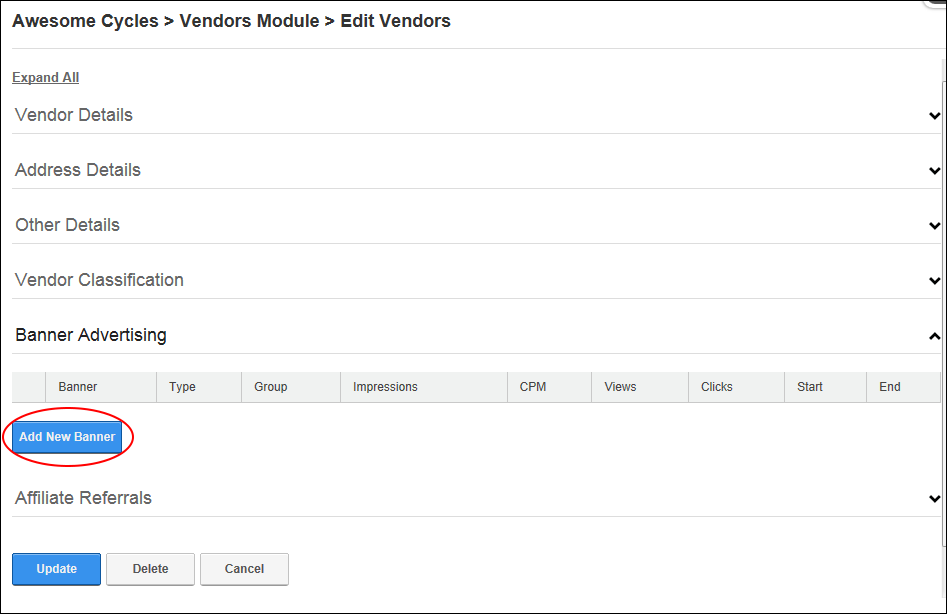 Awesome Cycles > Vendors Module > Edit Vendors
Expand All
Vendor Details
Address Details
Other Details
Vendor Classification
Banner Advertising
Banner Type Group Impressions CPM Views Clicks Start End
Add New Banner
Affiliate Referrals
Update Delete Cancel